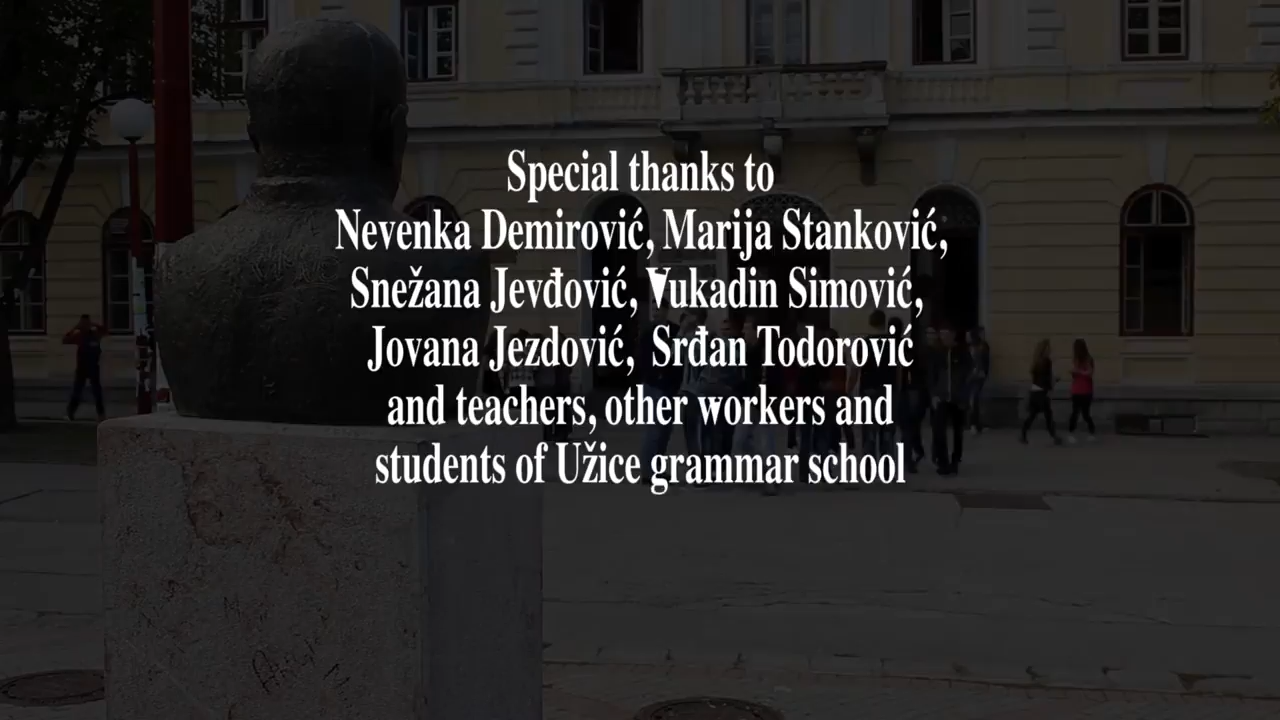 Special thanks to
Nevenka Demirović, Marija Stanković,
Snežana Jevđović, Vukadin Simović,
Jovana Jezdović, Srđan Todorović
and teachers, other workers and
students of Užice grammar school